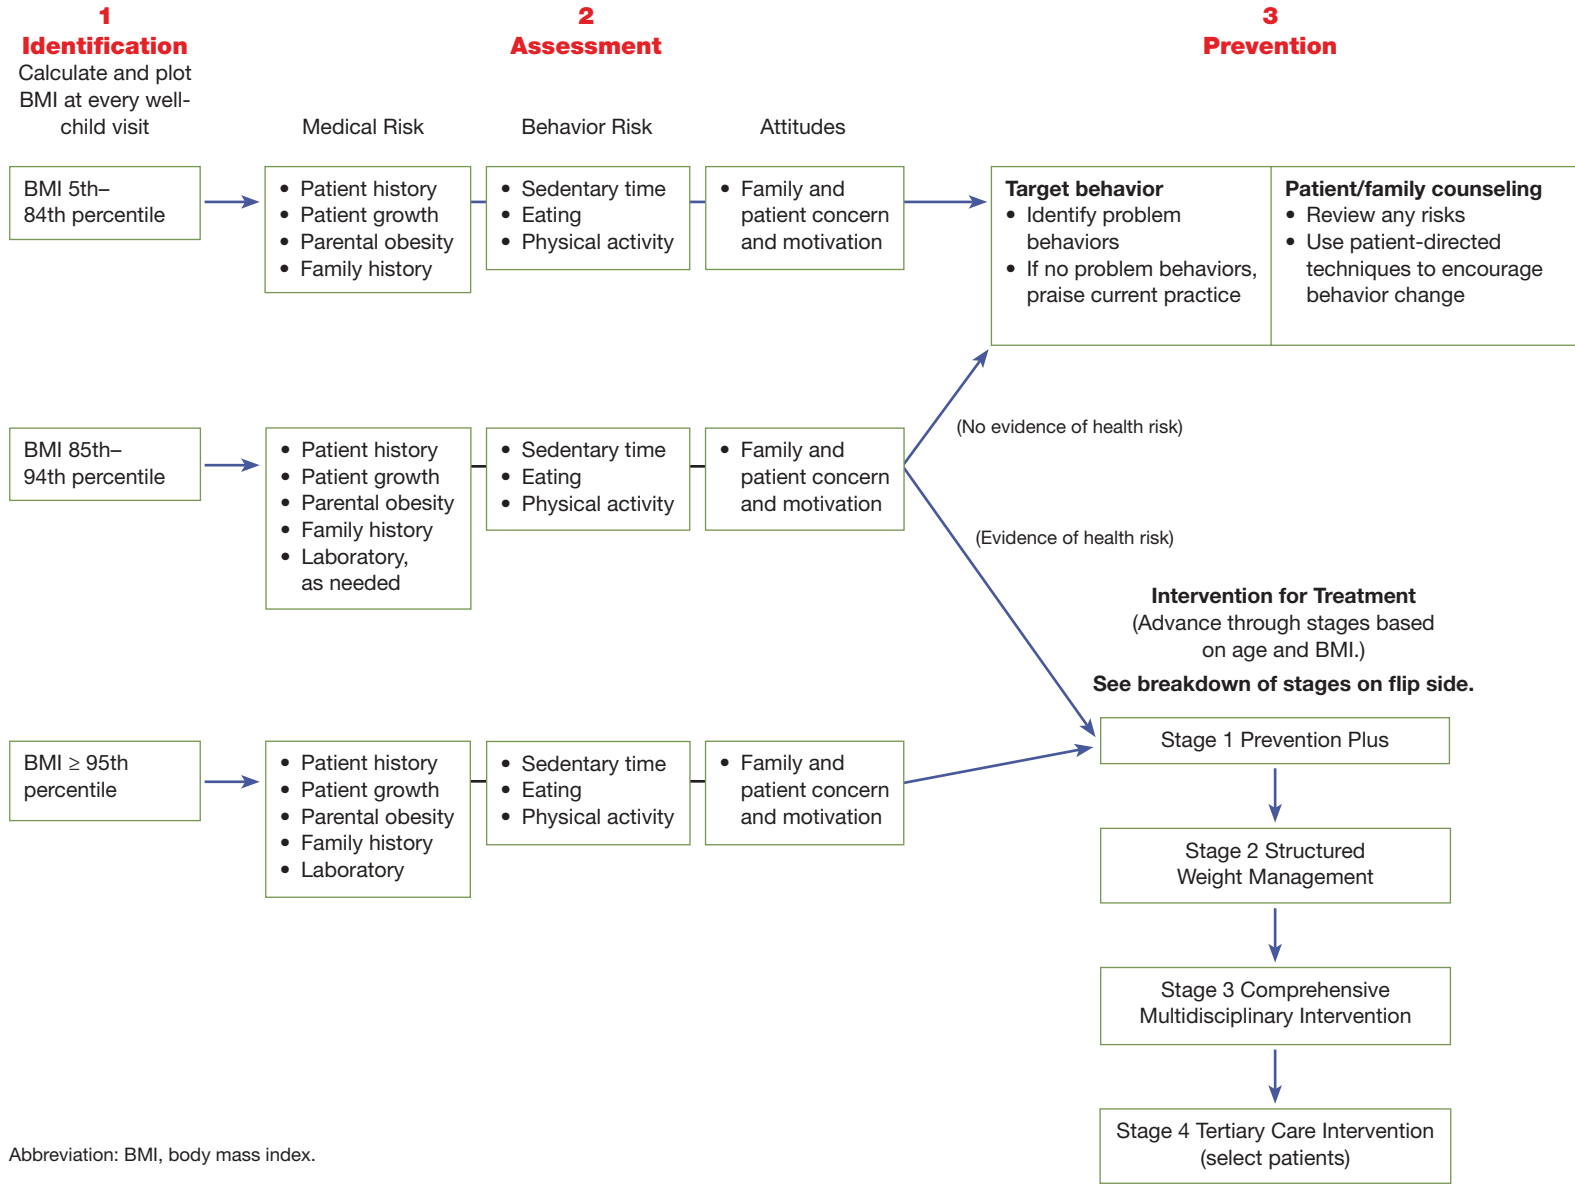 1
Identification
Calculate and plot
BMI at every well-
child visit
2
Assessment
Medical Risk
Behavior Risk
Attitudes
3
Prevention
BMI 5th–
84th percentile
• Patient history
• Patient growth
• Parental obesity
• Family history
• Sedentary time
• Eating
• Physical activity
• Family and
patient concern
and motivation
Target behavior
• Identify problem
behaviors
• If no problem behaviors,
praise current practice
Patient/family counseling
• Review any risks
• Use patient-directed
techniques to encourage
behavior change
BMI 85th–
94th percentile
• Patient history
• Patient growth
• Parental obesity
• Family history
• Laboratory,
as needed
• Sedentary time
• Eating
• Physical activity
• Family and
patient concern
and motivation
(No evidence of health risk)
(Evidence of health risk)
Intervention for Treatment
(Advance through stages based
on age and BMI.)
See breakdown of stages on flip side.
BMI ≥ 95th
percentile
• Patient history
• Patient growth
• Parental obesity
• Family history
• Laboratory
• Sedentary time
• Eating
• Physical activity
• Family and
patient concern
and motivation
Stage 1 Prevention Plus
Stage 2 Structured
Weight Management
Stage 3 Comprehensive
Multidisciplinary Intervention
Stage 4 Tertiary Care Intervention
(select patients)
Abbreviation: BMI, body mass index.